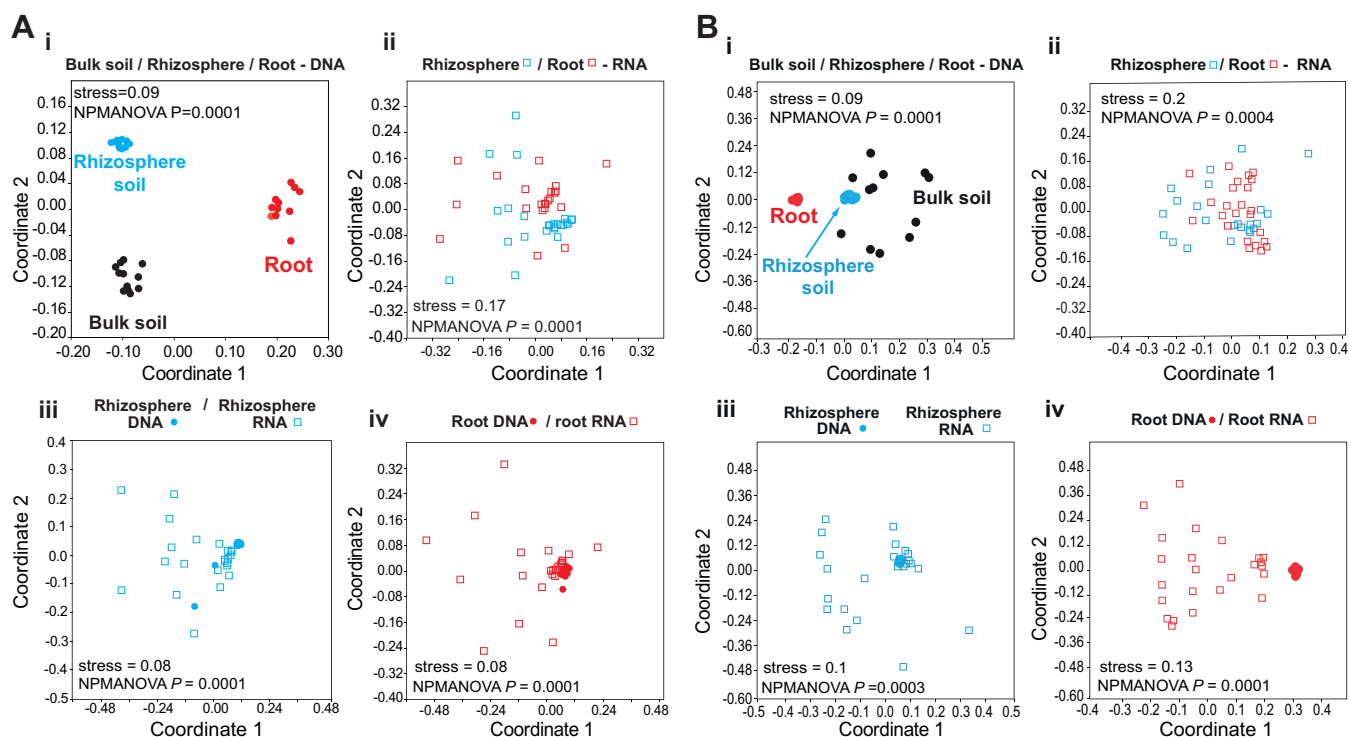 A
i
Bulk soil / Rhizosphere / Root - DNA
stress=0.09
NPMANOVA P=0.0001
Rhizosphere
soil
Root
Bulk soil
0.16
0.12
0.08
0.04
0.00
-0.04
-0.08
-0.12
-0.16
-0.20
-0.20 -0.10 0.00 0.10 0.20 0.30
Coordinate 1
Coordinate 2
ii
Rhizosphere / Root - RNA
0.32
0.24
0.16
0.08
0.00
-0.08
-0.16
-0.24
-0.32
-0.40
stress = 0.17
NPMANOVA P = 0.0001
-0.32 -0.16 0.00 0.16 0.32
Coordinate 1
iii
Rhizosphere / Rhizosphere
DNA RNA
0.4
0.3
0.2
0.1
0.0
-0.1
-0.2
-0.3
-0.4
-0.5
stress = 0.08
NPMANOVA P = 0.0001
-0.48 -0.24 0.00 0.24 0.48
Coordinate 1
Coordinate 2
iv
Root DNA / root RNA
0.32
0.24
0.16
0.08
0.00
-0.08
-0.16
-0.24
-0.32
-0.40
stress = 0.08
NPMANOVA P = 0.0001
-0.48 -0.24 0.00 0.24 0.48
Coordinate 1
Coordinate 2
B
i
Bulk soil / Rhizosphere / Root - DNA
0.48
0.36
0.24
0.12
0.00
-0.12
-0.24
-0.36
-0.48
-0.60
stress = 0.09
NPMANOVA P = 0.0001
Root
Bulk soil
Rhizosphere
soil
-0.3 -0.2 -0.1 0.0 0.1 0.2 0.3 0.4 0.5
Coordinate 1
Coordinate 2
ii
Rhizosphere / Root - RNA
0.32
0.24
0.16
0.08
0.00
-0.08
-0.16
-0.24
-0.32
-0.40
stress = 0.2
NPMANOVA P = 0.0004
-0.4 -0.3 -0.2 -0.1 0.0 0.1 0.2 0.3 0.4
Coordinate 1
iii
Rhizosphere Rhizosphere
DNA RNA
0.48
0.36
0.24
0.12
0.00
-0.12
-0.24
-0.36
-0.48
-0.60
stress = 0.1
NPMANOVA P =0.0003
-0.5 -0.4 -0.3 -0.2 -0.1 0.0 0.1 0.2 0.3 0.4 0.5
Coordinate 1
Coordinate 2
iv
Root DNA / Root RNA
0.48
0.36
0.24
0.12
0.00
-0.12
-0.24
-0.36
-0.48
-0.60
stress = 0.13
NPMANOVA P = 0.0001
-0.4 -0.3 -0.2 -0.1 0.0 0.1 0.2 0.3 0.4 0.5
Coordinate 1
Coordinate 2